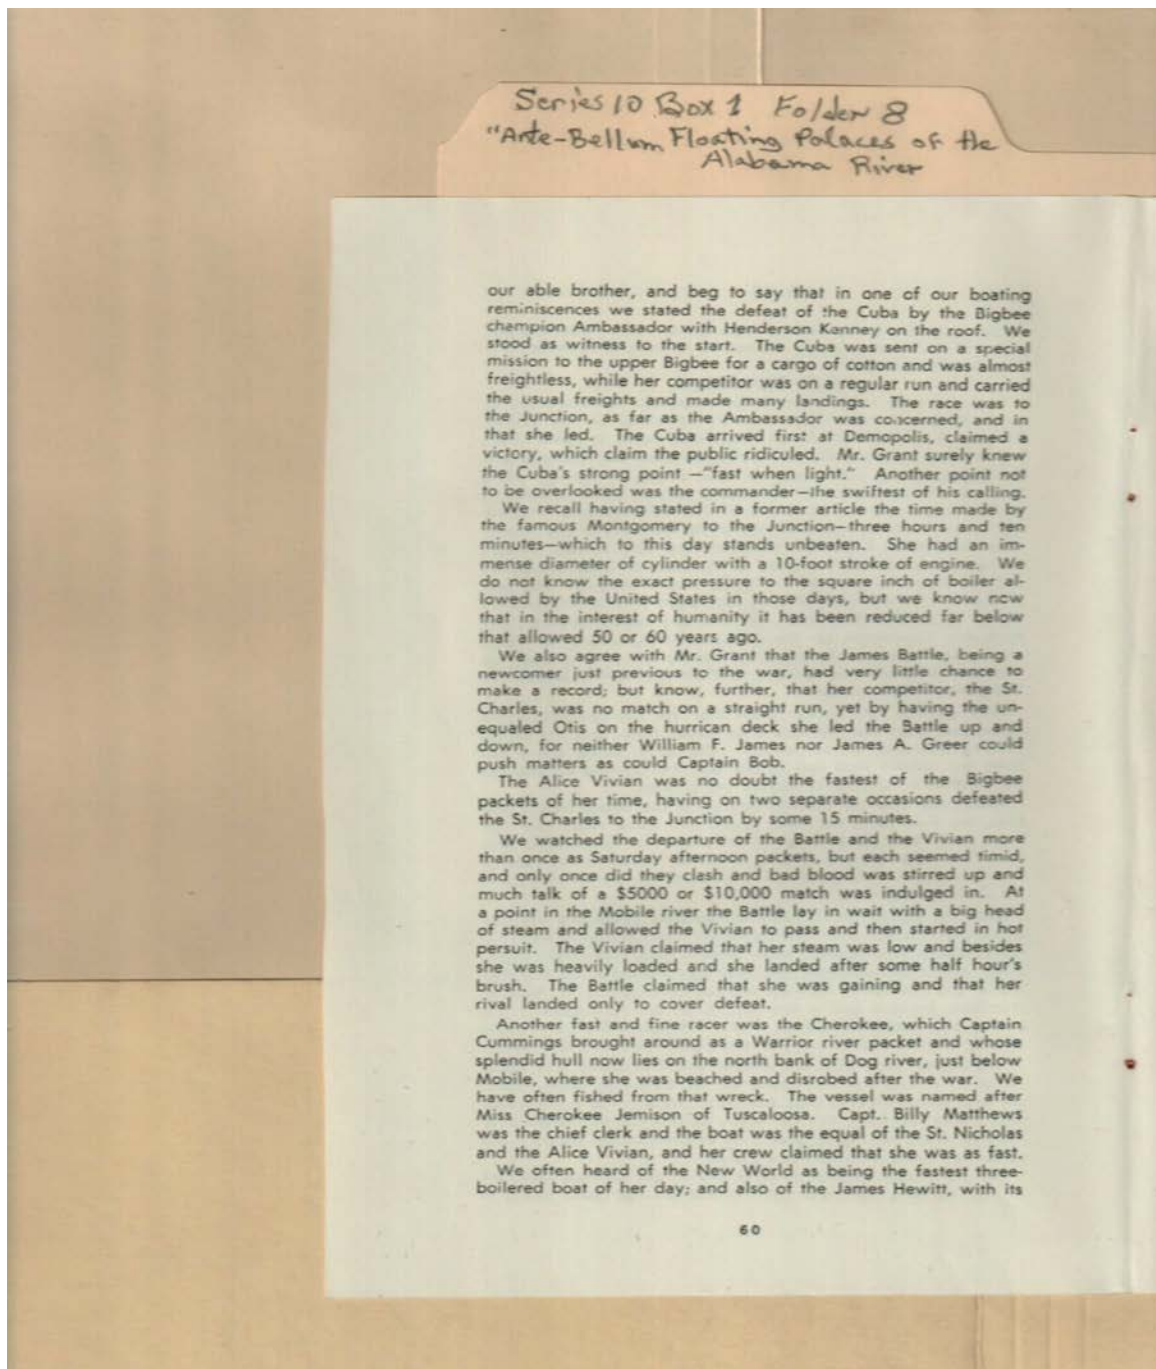 Series 10 Box 1 Folder 8
"Ante-Bellum Floating Palaces of the
Alabama River
our able brother, and beg to say that in one of our boating
reminiscences we stated the defeat of the Cuba by the Bigbee
champion Ambassador with Henderson Kenney on the roof. We
stood as witness to the start. The Cuba was sent on a special
mission to the upper Bigbee for a cargo of cotton and was almost
freightless, while her competitor was on a regular run and carried
the usual freights and made many landings. The race was to
the Junction, as far as the Ambassador was concerned, and in
that she led. The Cuba arrived first at Demopolis, claimed a
victory, which claim the public ridiculed. Mr. Grant surely knew
the Cuba's strong point —"fast when light." Another point not
to be overlooked was the commander—the swiftest of his calling.
We recall having stated in a former article the time made by
the famous Montgomery to the Junction—three hours and ten
minutes—which to this day stands unbeaten. She had an im-
mense diameter of cylinder with a 10-foot stroke of engine. We
do not know the exact pressure to the square inch of boiler al-
lowed by the United States in those days, but we know now
that in the interest of humanity it has been reduced far below
that allowed 50 or 60 years ago.
We also agree with Mr. Grant that the James Battle, being a
newcomer just previous to the war, had very little chance to
make a record; but know, further, that her competitor, the St.
Charles, was no match on a straight run, yet by having the un-
equaled Otis on the hurrican deck she led the Battle up and
down, for neither William F. James nor James A. Greer could
push matters as could Captain Bob.
The Alice Vivian was no doubt the fastest of the Bigbee
packets of her time, having on two separate occasions defeated
the St. Charles to the Junction by some 15 minutes.
We watched the departure of the Battle and the Vivian more
than once as Saturday afternoon packets, but each seemed timid,
and only once did they clash and bad blood was stirred up and
much talk of a $5000 or $10,000 match was indulged in. At
a point in the Mobile river the Battle lay in wait with a big head
of steam and allowed the Vivian to pass and then started in hot
persuit. The Vivian claimed that her steam was low and besides
she was heavily loaded and she landed after some half hour's
brush. The Battle claimed that she was gaining and that her
rival landed only to cover defeat.
Another fast and fine racer was the Cherokee, which Captain
Cummings brought around as a Warrior river packet and whose
splendid hull now lies on the north bank of Dog river, just below
Mobile, where she was beached and disrobed after the war. We
have often fished from that wreck. The vessel was named after
Miss Cherokee Jemison of Tuscaloosa. Capt. Billy Matthews
was the chief clerk and the boat was the equal of the St. Nicholas
and the Alice Vivian, and her crew claimed that she was as fast.
We often heard of the New World as being the fastest three-
boilered boat of her day; and also of the James Hewitt, with its
60